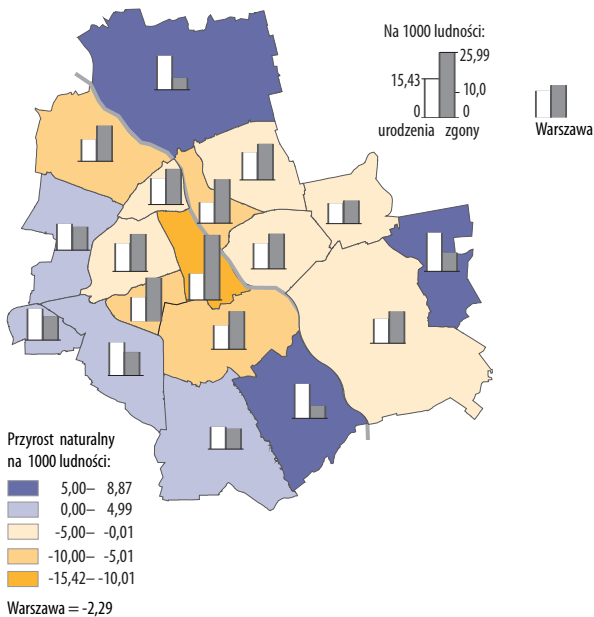 Na 1000 ludności:
25,99
15,43
10,0
0
0
urodzenia zgony
Warszawa
Przyrost naturalny
na 1000 ludności:
5,00– 8,87
0,00– 4,99
-5,00– -0,01
-10,00– -5,01
-15,42– -10,01
Warszawa = -2,29